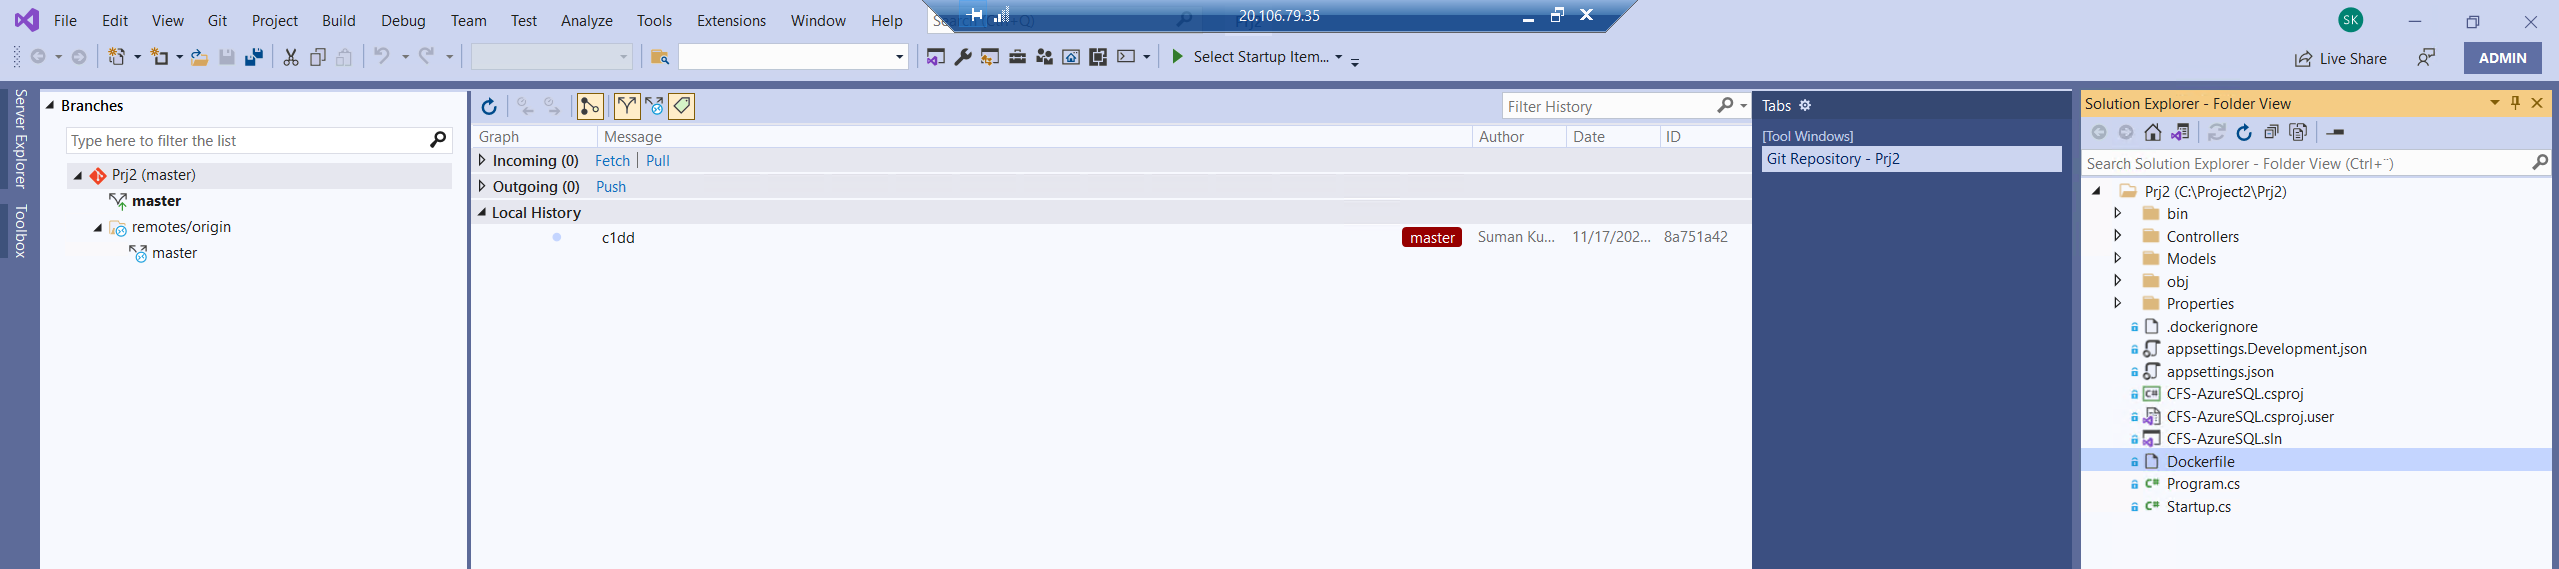 File Edit View Git Project Build Debug Team Test Analyze Tools Extensions Window Help
20.106.79.35
SK
Select Startup Item...
Live Share
ADMIN
Server Explorer
Toolbox
Branches
Type here to filter the list
Prj2 (master)
master
remotes/origin
master
Filter History
Graph Message Author Date ID
Incoming (0) Fetch | Pull
Outgoing (0) Push
Local History
c1dd master Suman Ku... 11/17/202... 8a751a42
Tabs
[Tool Windows]
Git Repository - Prj2
Solution Explorer - Folder View
Search Solution Explorer - Folder View (Ctrl+¨)
Prj2 (C:\Project2\Prj2)
bin
Controllers
Models
obj
Properties
.dockerignore
appsettings.Development.json
appsettings.json
CFS-AzureSQL.csproj
CFS-AzureSQL.csproj.user
CFS-AzureSQL.sln
Dockerfile
Program.cs
Startup.cs